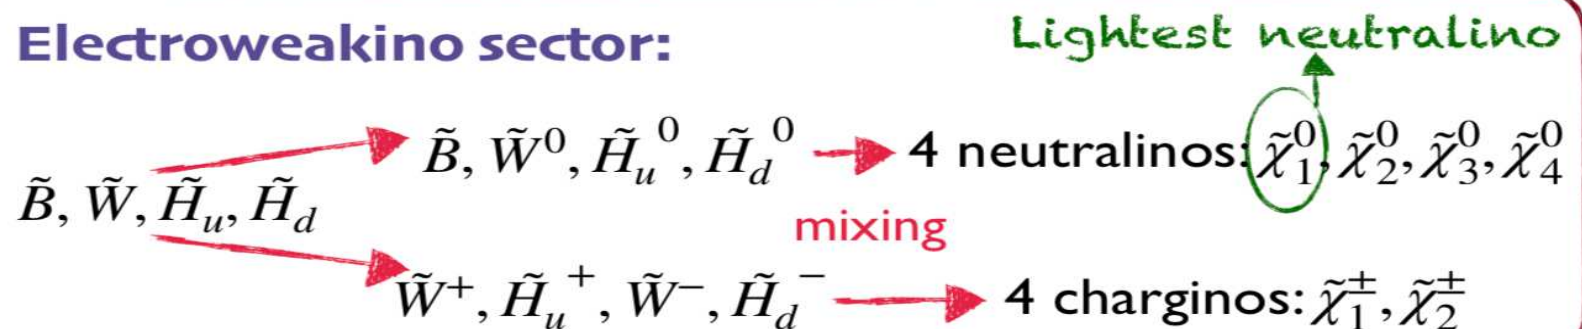 Electroweakino sector:
Lightest neutralino
B̃, W̃⁰, H̃ᵤ⁰, H̃_d⁰
4 neutralinos: χ̃₁⁰, χ̃₂⁰, χ̃₃⁰, χ̃₄⁰
B̃, W̃, H̃ᵤ, H̃_d
mixing
W̃⁺, H̃ᵤ⁺, W̃⁻, H̃_d⁻
4 charginos: χ̃₁±, χ̃₂±